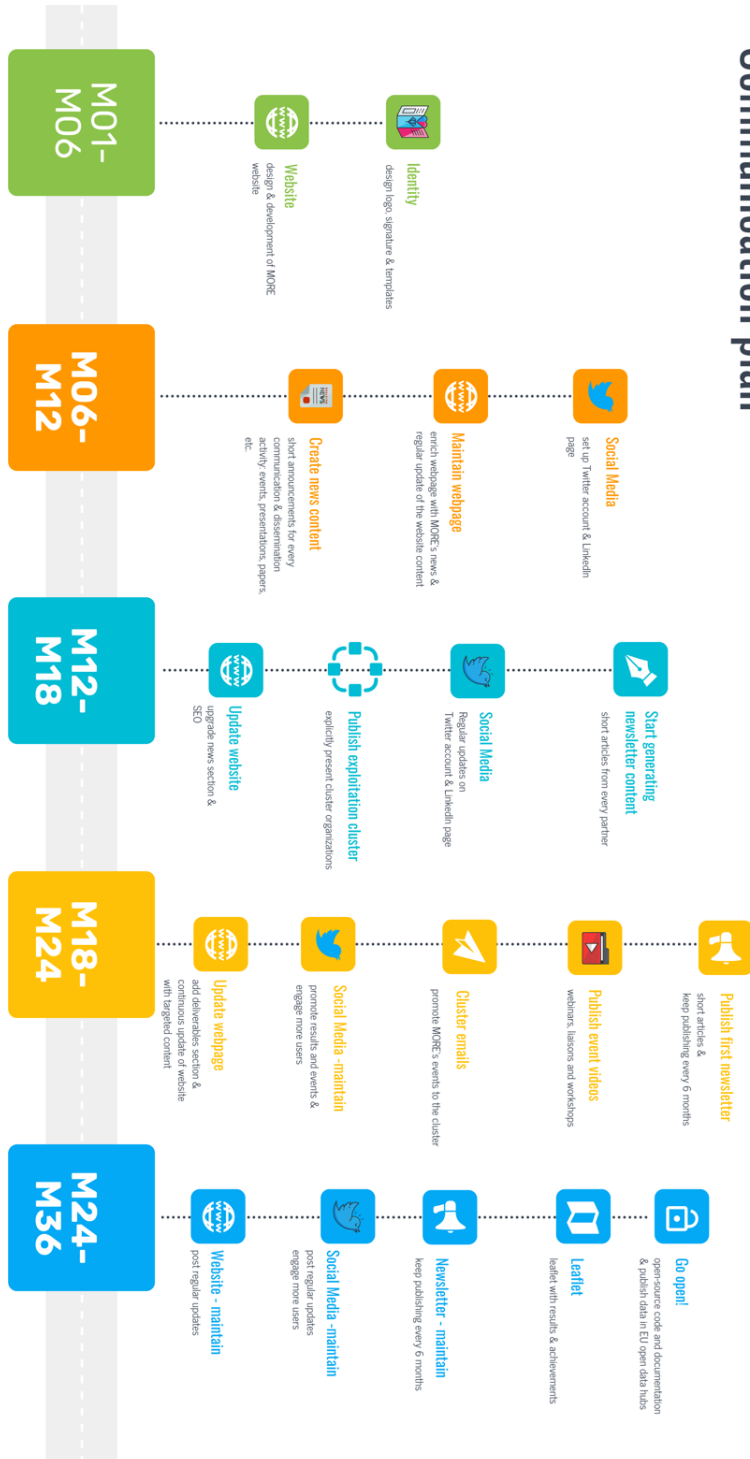 Communication plan
Identity
design logo, signature & templates
WWW
Website
design & development of MORE
website
M01-
M06
Social Media
set up Twitter account & LinkedIn
page
WWW
Maintain webpage
enrich webpage with MORE's news &
regular update of the website content
NEWS
Create news content
short announcements for every
communication & dissemination
activity: events, presentations, papers,
etc.
M06-
M12
Start generating
newsletter content
short articles from every partner
Social Media
Regular updates on
Twitter account & LinkedIn page
Publish exploitation cluster
explicitly present cluster organizations
WWW
Update website
upgrade news section &
SEO
M12-
M18
Publish first newsletter
short articles &
keep publishing every 6 months
Publish event videos
webinars, liaisons and workshops
Cluster emails
promote MORE's events to the cluster
Social Media -maintain
promote results and events &
engage more users
WWW
Update webpage
add deliverables section &
continuous update of website
with targeted content
M18-
M24
Go open!
open-source code and documentation
& publish data in EU open data hubs
Leaflet
leaflet with results & achievements
Newsletter - maintain
keep publishing every 6 months
Social Media -maintain
post regular updates
engage more users
WWW
Website - maintain
post regular updates
M24-
M36